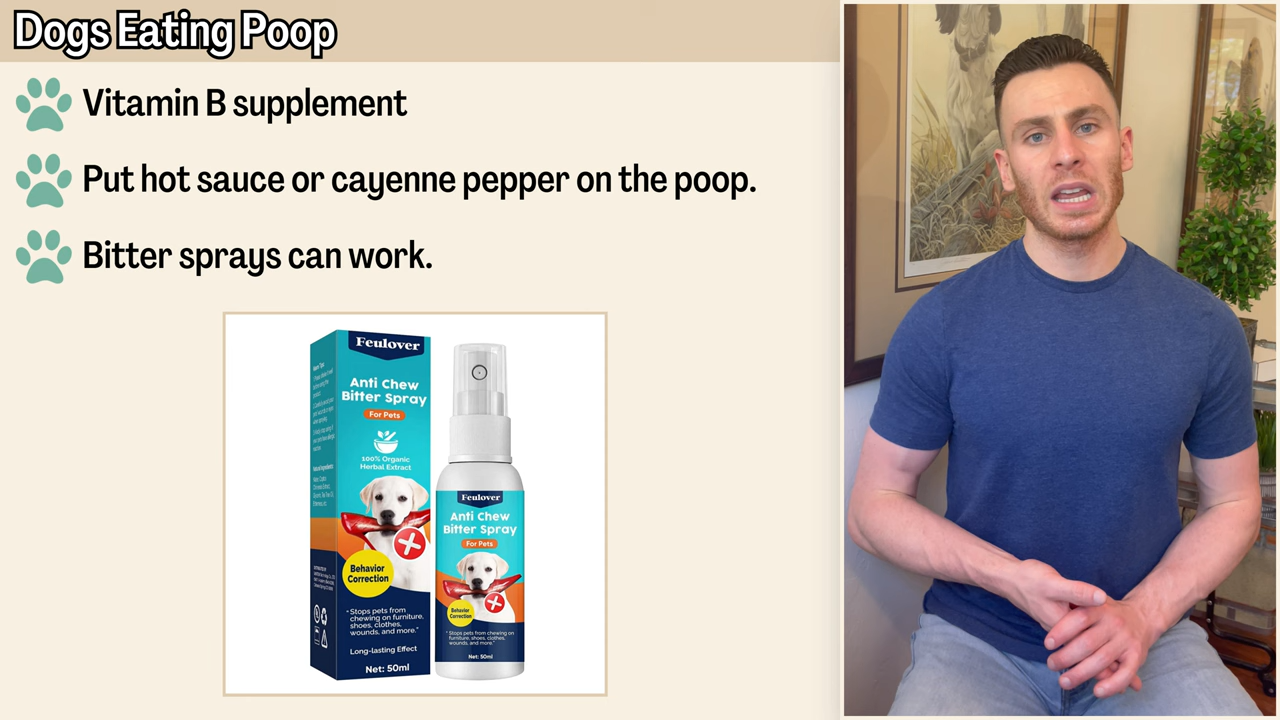 Dogs Eating Poop
Vitamin B supplement
Put hot sauce or cayenne pepper on the poop.
Bitter sprays can work.
Feulover
Anti Chew
Bitter Spray
For Pets
100% Organic
Herbal Extract
Behavior
Correction
"Stops pets from
chewing on furniture,
shoes, clothes,
wounds, and more."
Long-lasting Effect
Net: 50ml
Feulover
Anti Chew
Bitter Spray
For Pets
Behavior
Correction
"Stops pets from chewing on
furniture, shoes, clothes,
wounds, and more."
Net: 50ml